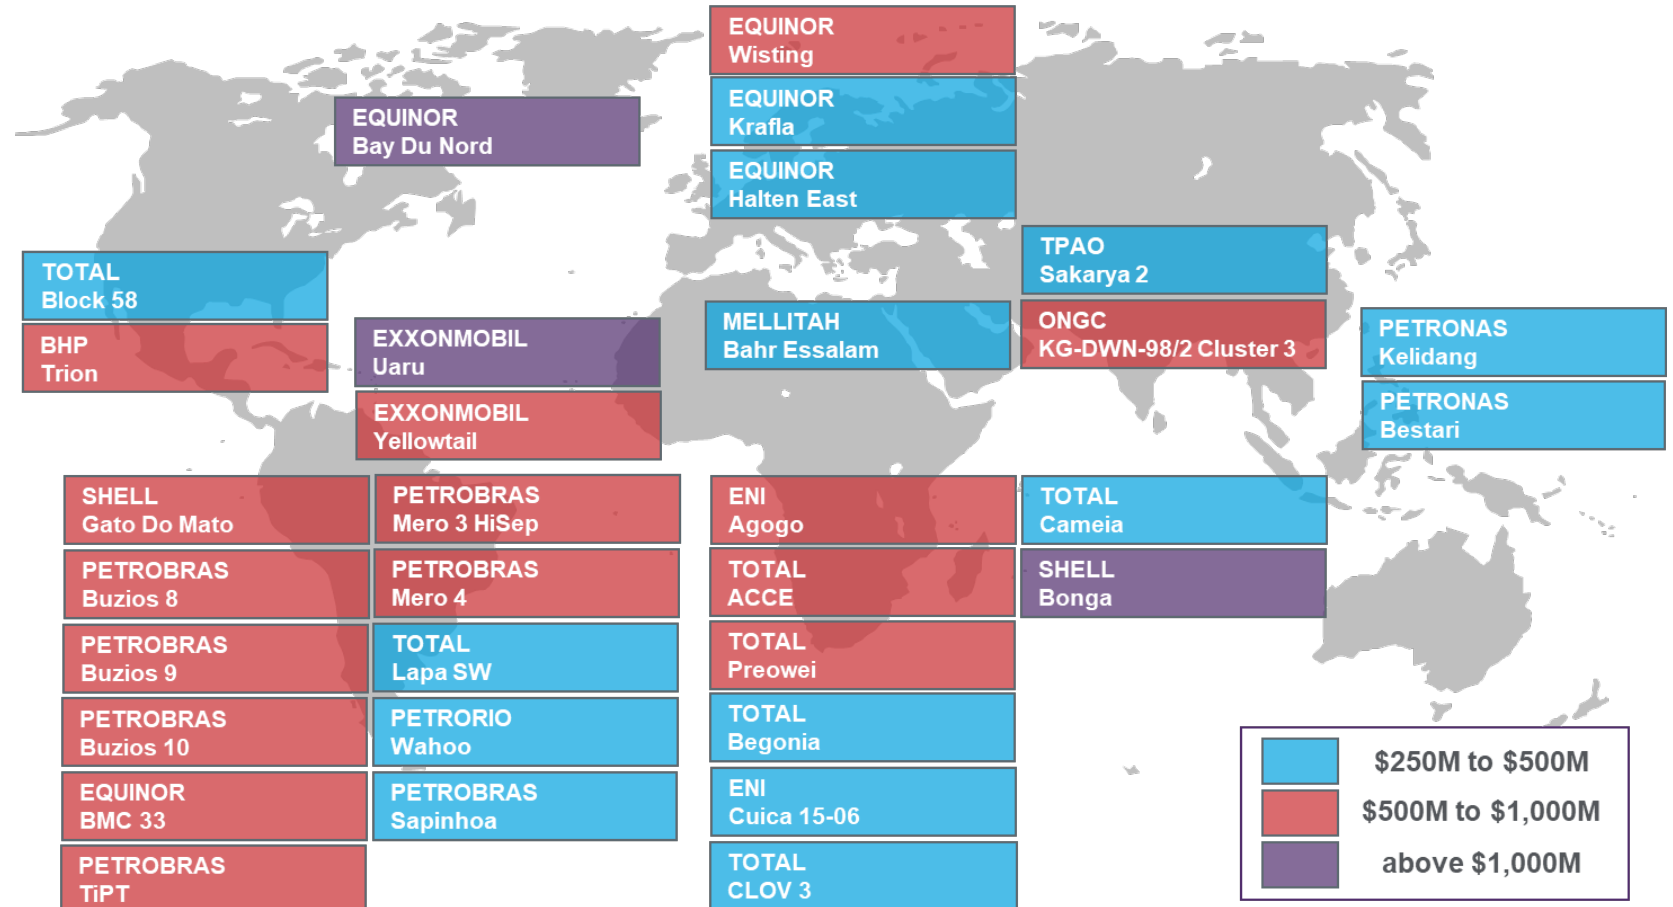 EQUINOR
Wisting
EQUINOR
Krafla
EQUINOR
Halten East
EQUINOR
Bay Du Nord
TOTAL
Block 58
BHP
Trion
EXXONMOBIL
Uaru
EXXONMOBIL
Yellowtail
MELLITAH
Bahr Essalam
TPAO
Sakarya 2
ONGC
KG-DWN-98/2 Cluster 3
PETRONAS
Kelidang
PETRONAS
Bestari
SHELL
Gato Do Mato
PETROBRAS
Buzios 8
PETROBRAS
Buzios 9
PETROBRAS
Buzios 10
EQUINOR
BMC 33
PETROBRAS
TiPT
PETROBRAS
Mero 3 HiSep
PETROBRAS
Mero 4
TOTAL
Lapa SW
PETRORIO
Wahoo
PETROBRAS
Sapinhoa
ENI
Agogo
TOTAL
ACCE
TOTAL
Preowei
TOTAL
Begonia
ENI
Cuica 15-06
TOTAL
CLOV 3
TOTAL
Cameia
SHELL
Bonga
$250M to $500M
$500M to $1,000M
above $1,000M